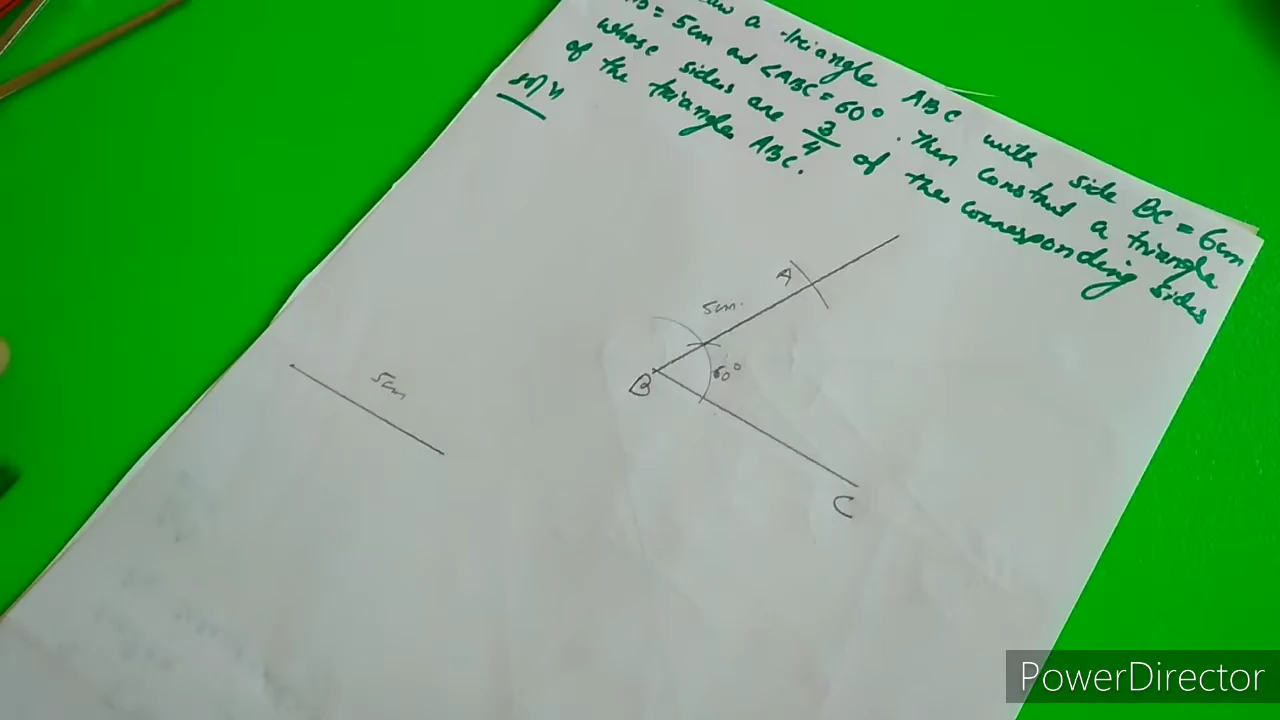 a triangle ABC with side BC = 6cm
= 5cm and <ABC = 60°. Then construct a triangle
whose sides are 3/4 of the corresponding sides
of the triangle ABC.
Sol/n
A
5cm.
60°
B
5cm
C
PowerDirector